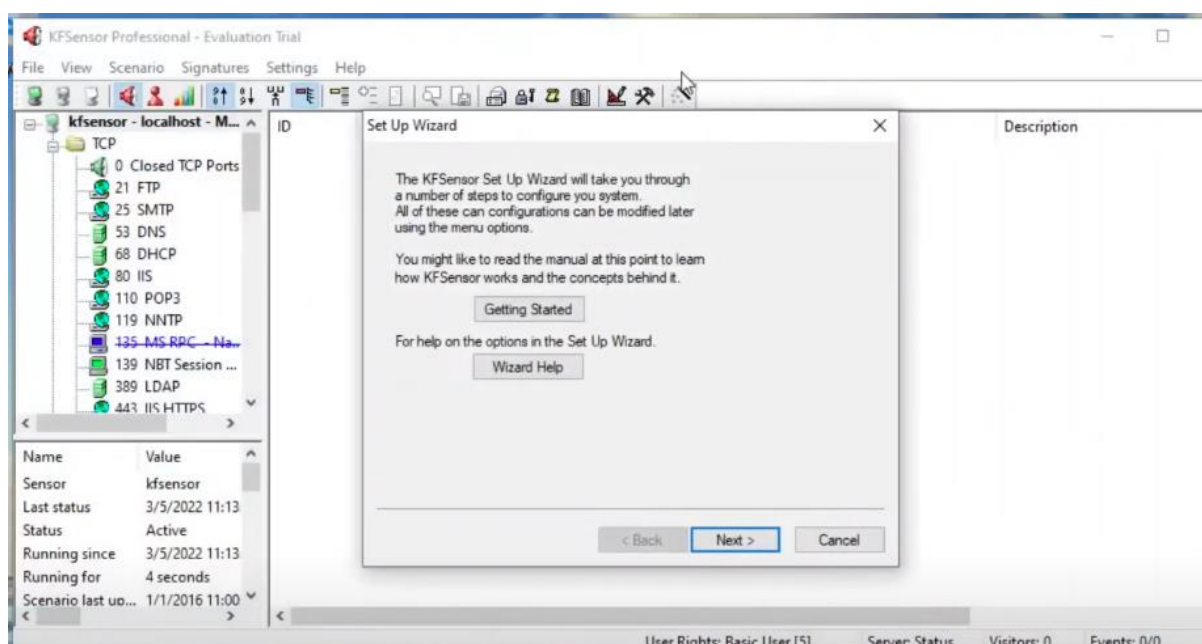 KFSensor Professional - Evaluation Trial
File View Scenario Signatures Settings Help
kfsensor - localhost - M...
TCP
0 Closed TCP Ports
21 FTP
25 SMTP
53 DNS
68 DHCP
80 IIS
110 POP3
119 NNTP
135 MS RPC - Na...
139 NBT Session ...
389 LDAP
443 IIS HTTPS
Name Value
Sensor kfsensor
Last status 3/5/2022 11:13
Status Active
Running since 3/5/2022 11:13
Running for 4 seconds
Scenario last up... 1/1/2016 11:00
ID Description
Set Up Wizard
The KFSensor Set Up Wizard will take you through
a number of steps to configure you system.
All of these can configurations can be modified later
using the menu options.
You might like to read the manual at this point to learn
how KFSensor works and the concepts behind it.
Getting Started
For help on the options in the Set Up Wizard.
Wizard Help
< Back Next > Cancel
User Rights: Basic User [5] Server: Status Visitors: 0 Events: 0/0